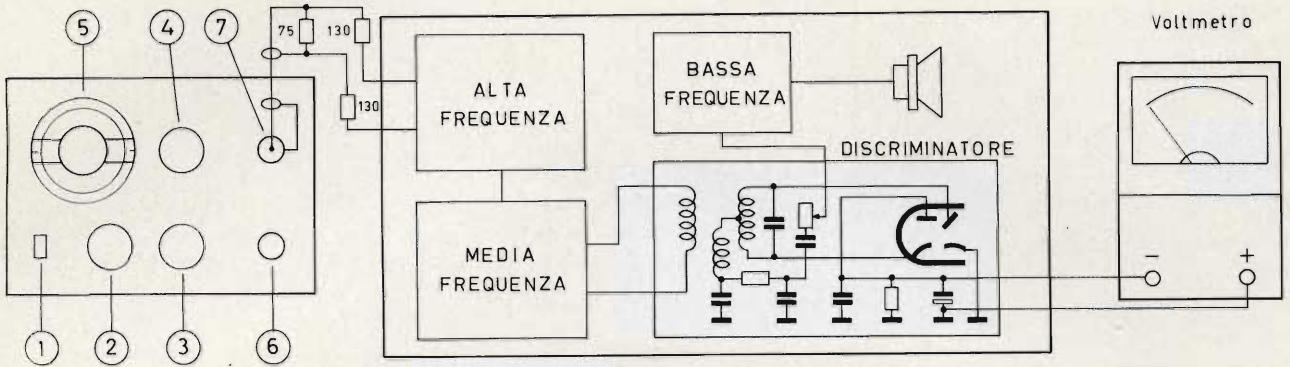 5
4
7
75
130
130
ALTA
FREQUENZA
BASSA
FREQUENZA
Voltmetro
DISCRIMINATORE
MEDIA
FREQUENZA
-
+
1
2
3
6